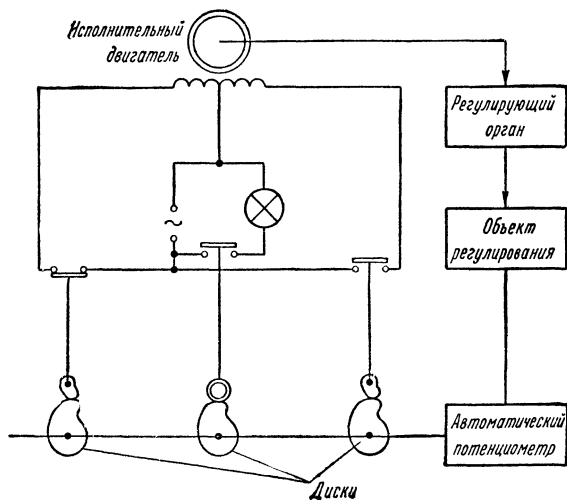 Исполнительный
двигатель
Регулирующий
орган
Объект
регулирования
~
Автоматический
потенциометр
Диски